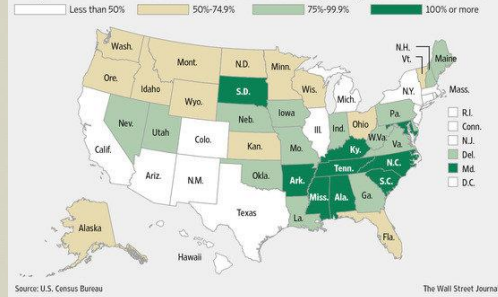 Less than 50% 50%-74.9% 75%-99.9% 100% or more
Wash.
Mont.
N.D.
Minn.
N.H.
Vt.
Maine
Ore.
Idaho
S.D.
Wis.
Mich.
N.Y.
Mass.
Wyo.
Nev.
Utah
Colo.
Neb.
Iowa
Ill.
Ind.
Ohio
Pa.
R.I.
Conn.
N.J.
Del.
Md.
D.C.
Calif.
Kan.
Mo.
Ky.
W.Va.
Va.
Ariz.
N.M.
Okla.
Ark.
Tenn.
N.C.
S.C.
Texas
La.
Miss.
Ala.
Ga.
Fla.
Alaska
Hawaii
Source: U.S. Census Bureau
The Wall Street Journa